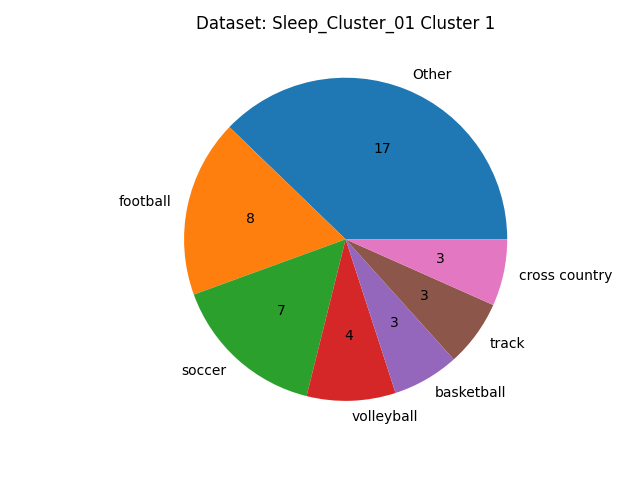 Dataset: Sleep_Cluster_01 Cluster 1
Other
17
football
8
soccer
7
volleyball
4
basketball
3
track
3
cross country
3